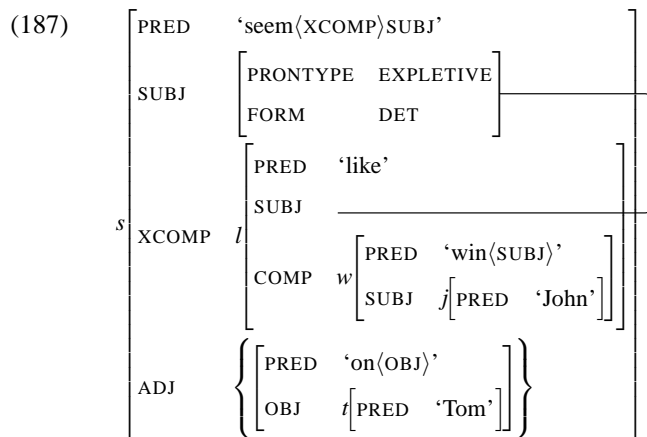 (187)
PRED ‘seem⟨XCOMP⟩SUBJ’
SUBJ PRONTYPE EXPLETIVE
FORM DET
PRED ‘like’
SUBJ
s XCOMP l
COMP w PRED ‘win⟨SUBJ⟩’
SUBJ j[PRED ‘John’]
ADJ PRED ‘on⟨OBJ⟩’
OBJ t[PRED ‘Tom’]